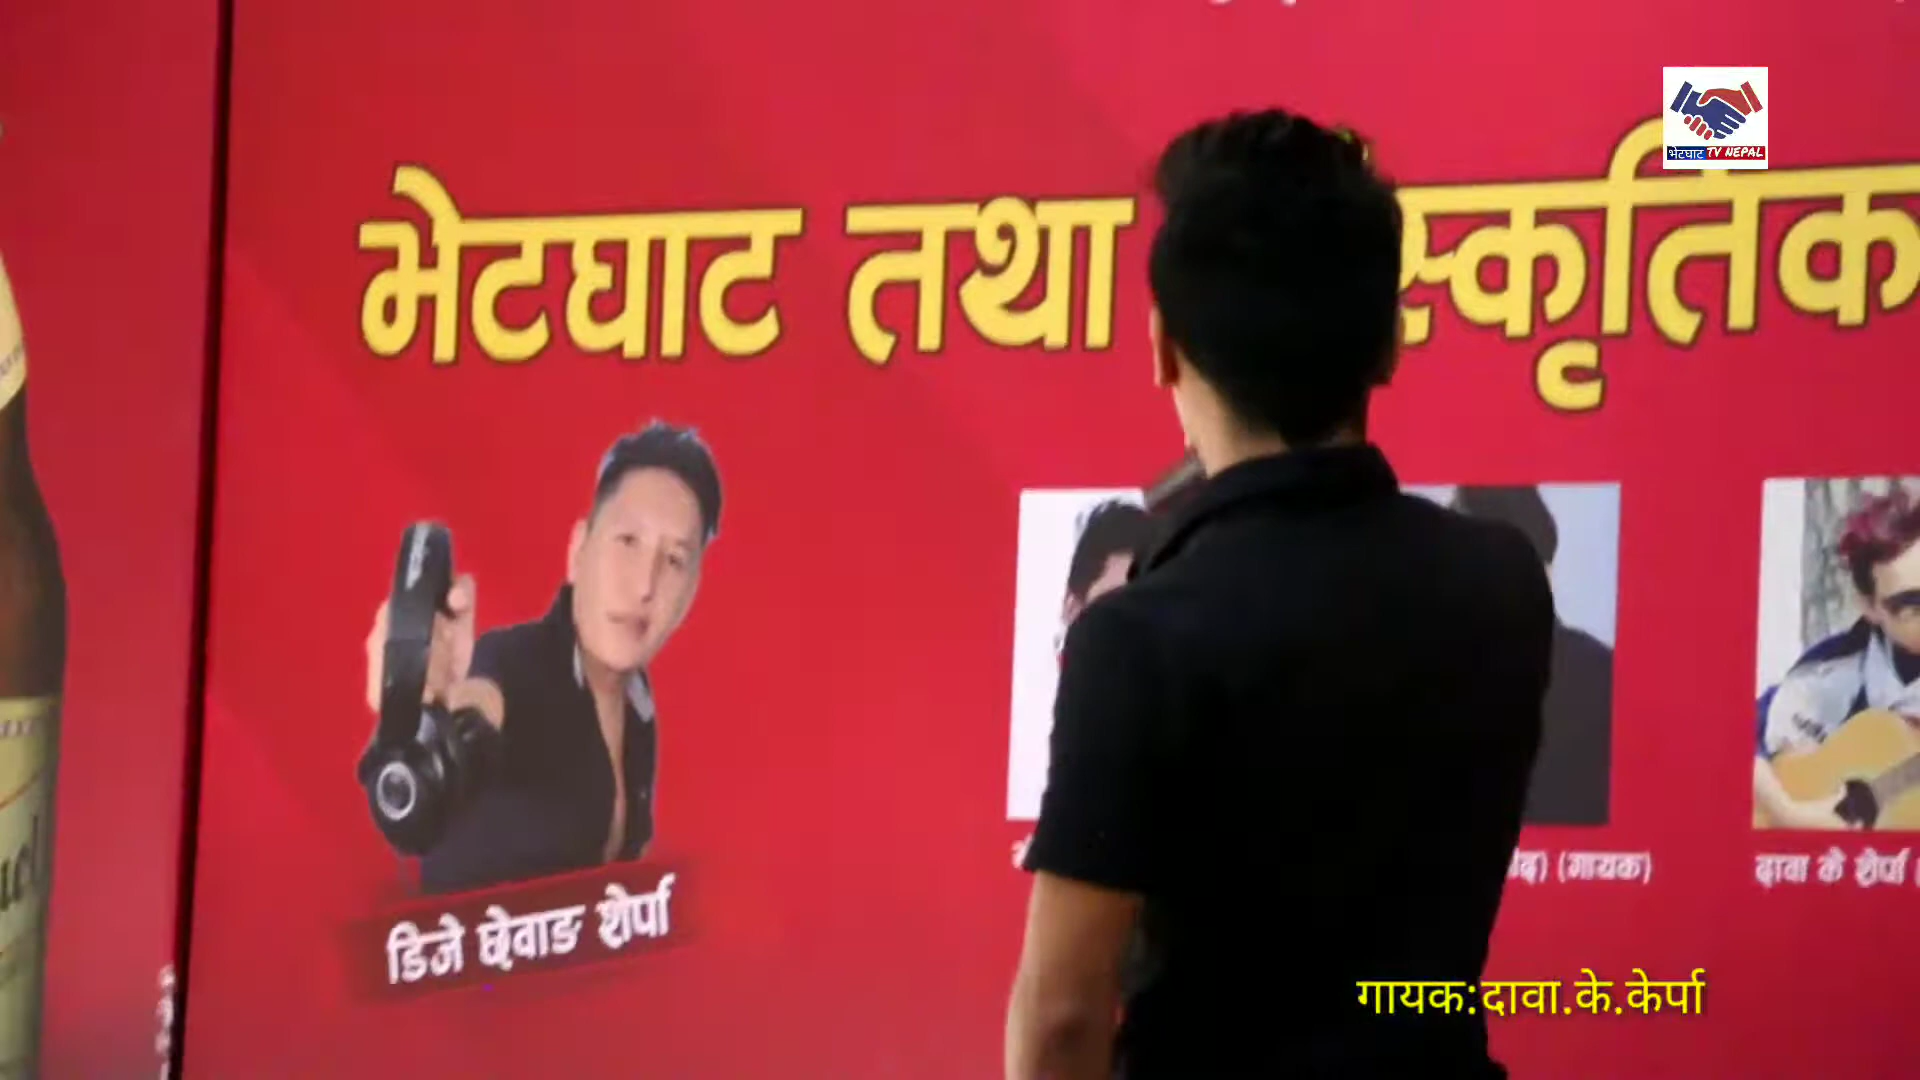 भेटघाट TV NEPAL
भेटघाट तथा स्कृतिक
(गायक)
दावा के शेर्पा
डिजे छेवाङ शेर्पा
गायक:दावा.के.केर्पा